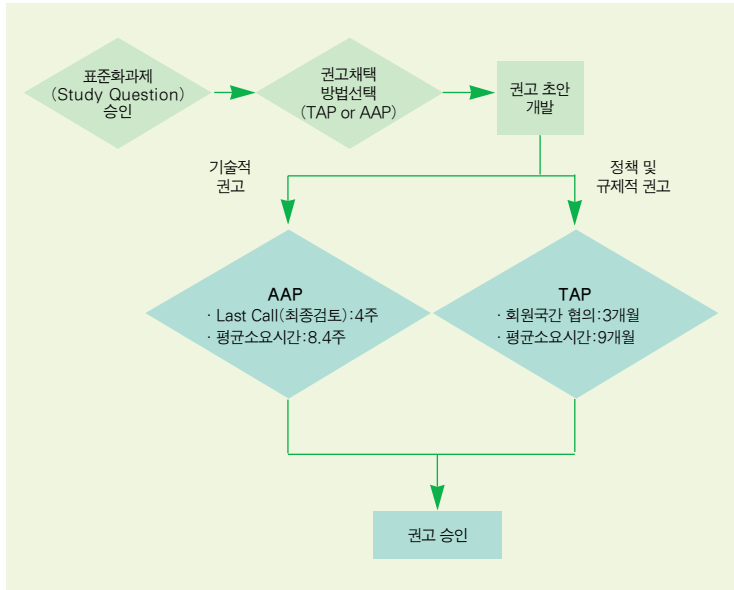 표준화과제
(Study Question)
승인
권고채택
방법선택
(TAP or AAP)
권고 초안
개발
기술적
권고
정책 및
규제적 권고
AAP
· Last Call(최종검토):4주
· 평균소요시간:8.4주
TAP
· 회원국간 협의:3개월
· 평균소요시간:9개월
권고 승인